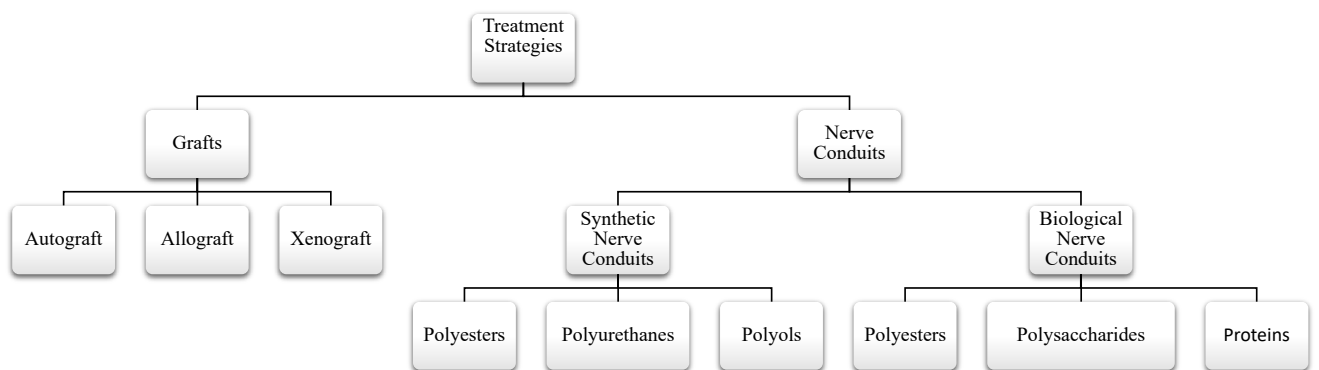 Treatment
Strategies
Grafts
Nerve
Conduits
Autograft
Allograft
Xenograft
Synthetic
Nerve
Conduits
Biological
Nerve
Conduits
Polyesters
Polyurethanes
Polyols
Polyesters
Polysaccharides
Proteins